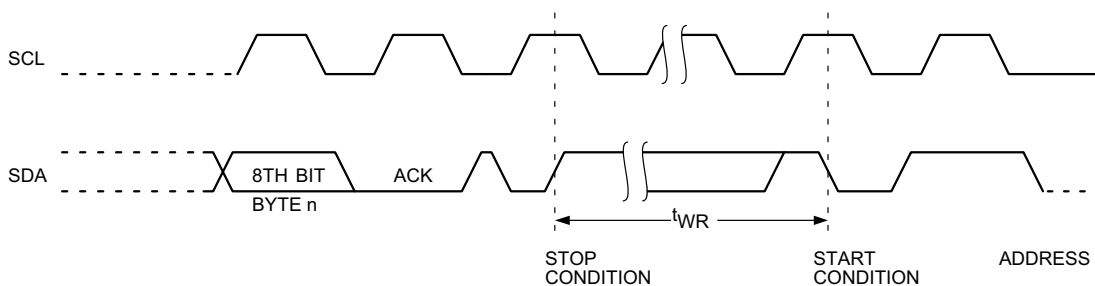 SCL
SDA
8TH BIT
ACK
BYTE n
tWR
STOP
CONDITION
START
CONDITION
ADDRESS